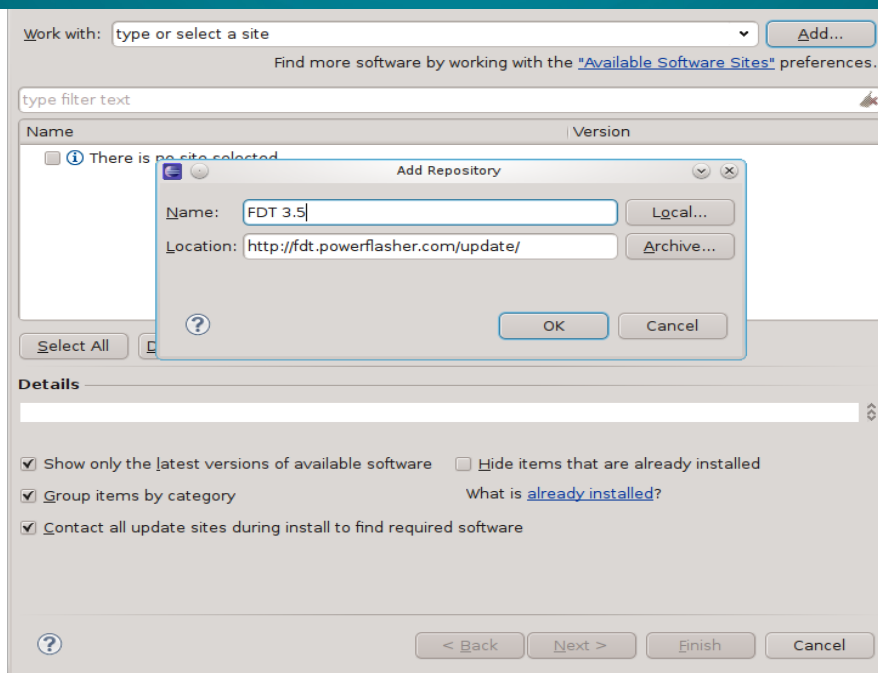 Work with: type or select a site Add...
Find more software by working with the "Available Software Sites" preferences.
type filter text
Name Version
There is no site selected
Add Repository
Name: FDT 3.5 Local...
Location: http://fdt.powerflasher.com/update/ Archive...
OK Cancel
Select All D
Details
Show only the latest versions of available software Hide items that are already installed
Group items by category What is already installed?
Contact all update sites during install to find required software
< Back Next > Finish Cancel